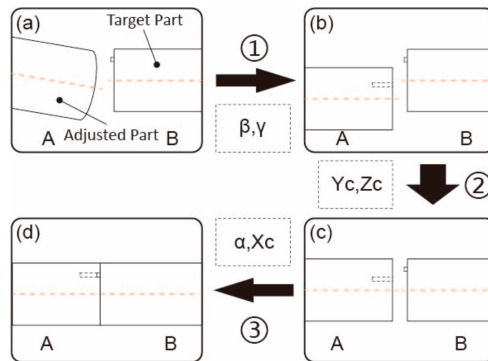 (a)
Target Part
Adjusted Part
A
B
①
β,γ
(b)
A
B
Yc,Zc
②
(c)
A
B
α,Xc
③
(d)
A
B